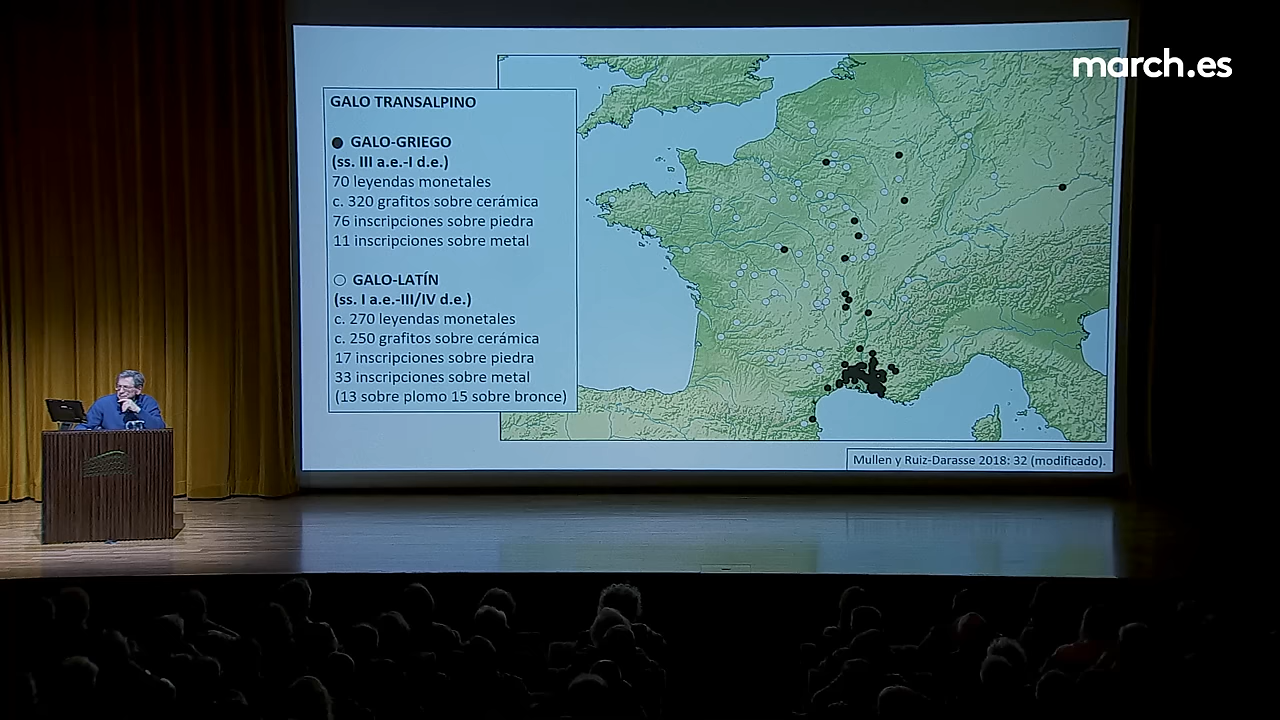 march.es
GALO TRANSALPINO
GALO-GRIEGO
(ss. III a.e.-I d.e.)
70 leyendas monetales
c. 320 grafitos sobre cerámica
76 inscripciones sobre piedra
11 inscripciones sobre metal
GALO-LATÍN
(ss. I a.e.-III/IV d.e.)
c. 270 leyendas monetales
c. 250 grafitos sobre cerámica
17 inscripciones sobre piedra
33 inscripciones sobre metal
(13 sobre plomo 15 sobre bronce)
Mullen y Ruiz-Darasse 2018: 32 (modificado).